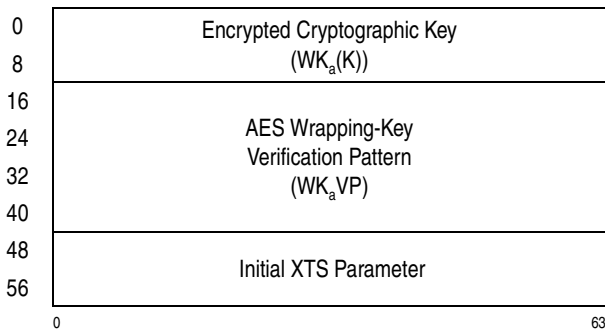 0
8
Encrypted Cryptographic Key
(WKa(K))
16
24
32
40
AES Wrapping-Key
Verification Pattern
(WKaVP)
48
56
Initial XTS Parameter
0 63